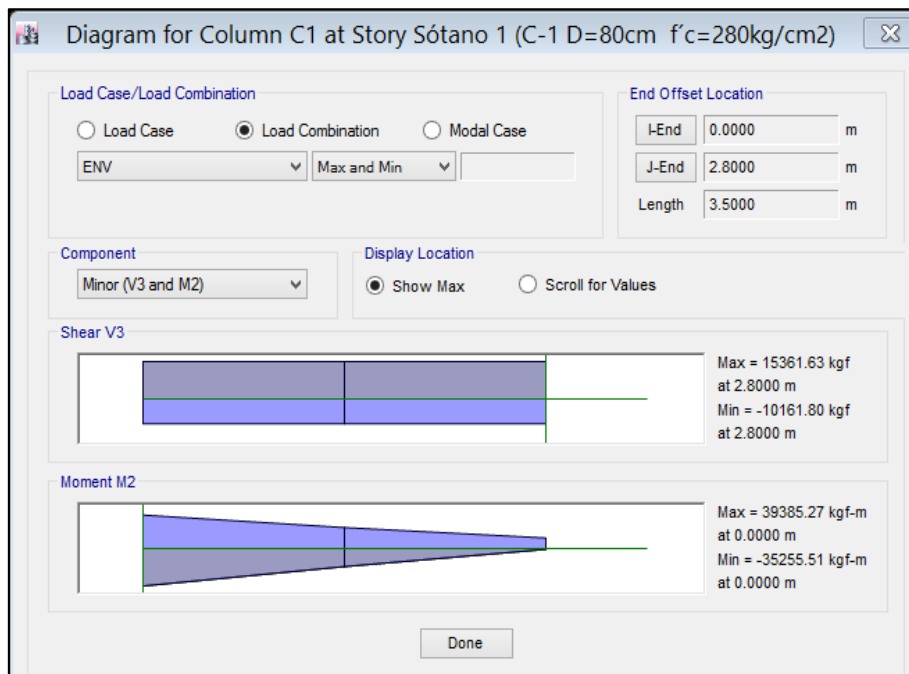 Diagram for Column C1 at Story Sótano 1 (C-1 D=80cm f´c=280kg/cm2)
Load Case/Load Combination
Load Case Load Combination Modal Case
ENV Max and Min
End Offset Location
I-End 0.0000 m
J-End 2.8000 m
Length 3.5000 m
Component
Minor (V3 and M2)
Display Location
Show Max Scroll for Values
Shear V3
Max = 15361.63 kgf
at 2.8000 m
Min = -10161.80 kgf
at 2.8000 m
Moment M2
Max = 39385.27 kgf-m
at 0.0000 m
Min = -35255.51 kgf-m
at 0.0000 m
Done